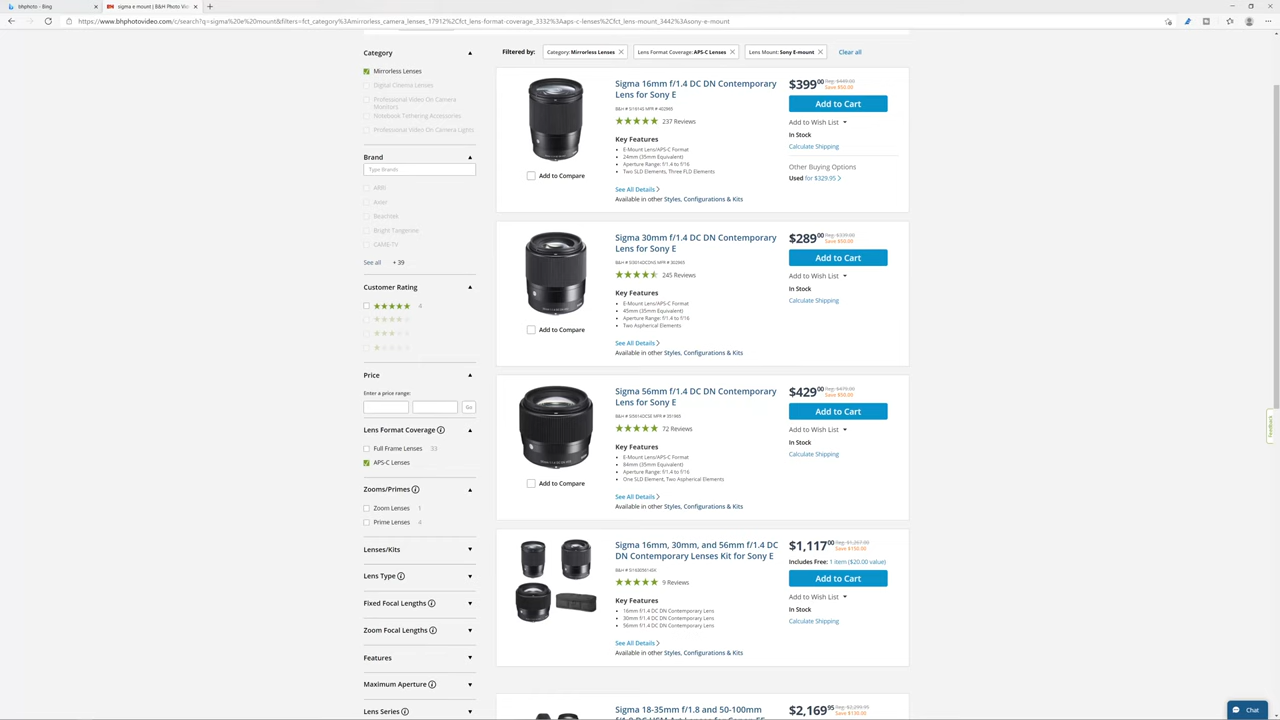 bhphoto - Bing
sigma e mount | B&H Photo Vi
https://www.bhphotovideo.com/c/search?q=sigma%20e%20mount&filters=fct_category%3Amirrorless_camera_lenses_17912%2Cfct_lens-format-coverage_3332%3Aaps-c-lenses%2Cfct_lens-mount_3442%3Asony-e-mount
Category
Mirrorless Lenses
Digital Cinema Lenses
Professional Video On Camera
Monitors
Notebook Tethering Accessories
Professional Video On Camera Lights
Brand
Type Brands
ARRI
Axler
Beachtek
Bright Tangerine
CAME-TV
See all + 39
Customer Rating
4
Price
Enter a price range:
Go
Lens Format Coverage
Full Frame Lenses 33
APS-C Lenses
Zooms/Primes
Zoom Lenses 1
Prime Lenses 4
Lenses/Kits
Lens Type
Fixed Focal Lengths
Zoom Focal Lengths
Features
Maximum Aperture
Lens Series
Filtered by:
Category: Mirrorless Lenses
Lens Format Coverage: APS-C Lenses
Lens Mount: Sony E-mount
Clear all
Sigma 16mm f/1.4 DC DN Contemporary
Lens for Sony E
237 Reviews
Key Features
E-Mount Lens/APS-C Format
24mm (35mm Equivalent)
Aperture Range: f/1.4 to f/16
Two SLD Elements, Three FLD Elements
See All Details
Available in other Styles, Configurations & Kits
Add to Compare
$399.00 Reg. $449.00
Save $50.00
Add to Cart
Add to Wish List
In Stock
Calculate Shipping
Other Buying Options
Used for $329.95
Sigma 30mm f/1.4 DC DN Contemporary
Lens for Sony E
245 Reviews
Key Features
E-Mount Lens/APS-C Format
45mm (35mm Equivalent)
Aperture Range: f/1.4 to f/16
Two Aspherical Elements
See All Details
Available in other Styles, Configurations & Kits
Add to Compare
$289.00 Reg. $339.00
Save $50.00
Add to Cart
Add to Wish List
In Stock
Calculate Shipping
Sigma 56mm f/1.4 DC DN Contemporary
Lens for Sony E
72 Reviews
Key Features
E-Mount Lens/APS-C Format
84mm (35mm Equivalent)
Aperture Range: f/1.4 to f/16
One SLD Element, Two Aspherical Elements
See All Details
Available in other Styles, Configurations & Kits
Add to Compare
$429.00 Reg. $479.00
Save $50.00
Add to Cart
Add to Wish List
In Stock
Calculate Shipping
Sigma 16mm, 30mm, and 56mm f/1.4 DC
DN Contemporary Lenses Kit for Sony E
9 Reviews
Key Features
16mm f/1.4 DC DN Contemporary Lens
30mm f/1.4 DC DN Contemporary Lens
56mm f/1.4 DC DN Contemporary Lens
See All Details
Available in other Styles, Configurations & Kits
$1,117.00 Reg. $1,267.00
Save $150.00
Includes Free: 1 item ($20.00 value)
Add to Cart
Add to Wish List
In Stock
Calculate Shipping
Sigma 18-35mm f/1.8 and 50-100mm
$2,169.95 Reg. $2,299.95
Save $130.00
Feedback
Chat